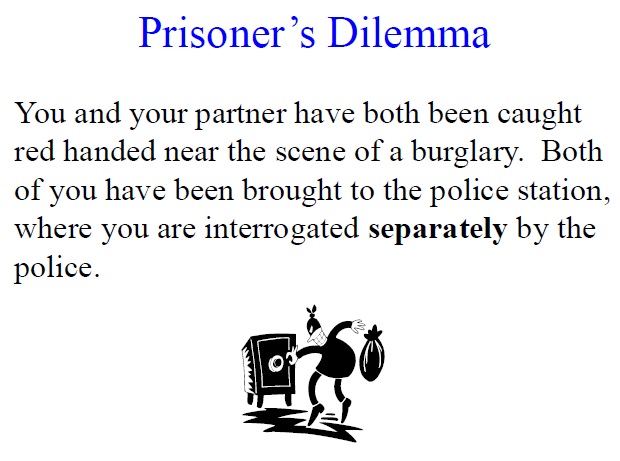 Prisoner’s Dilemma
You and your partner have both been caught
red handed near the scene of a burglary.  Both
of you have been brought to the police station,
where you are interrogated separately by the
police.